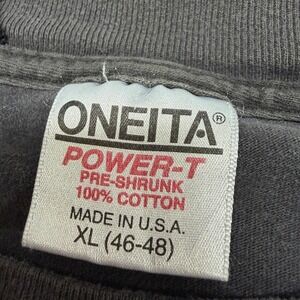 ONEITA®
POWER-T
PRE-SHRUNK
100% COTTON
MADE IN U.S.A.
XL (46-48)